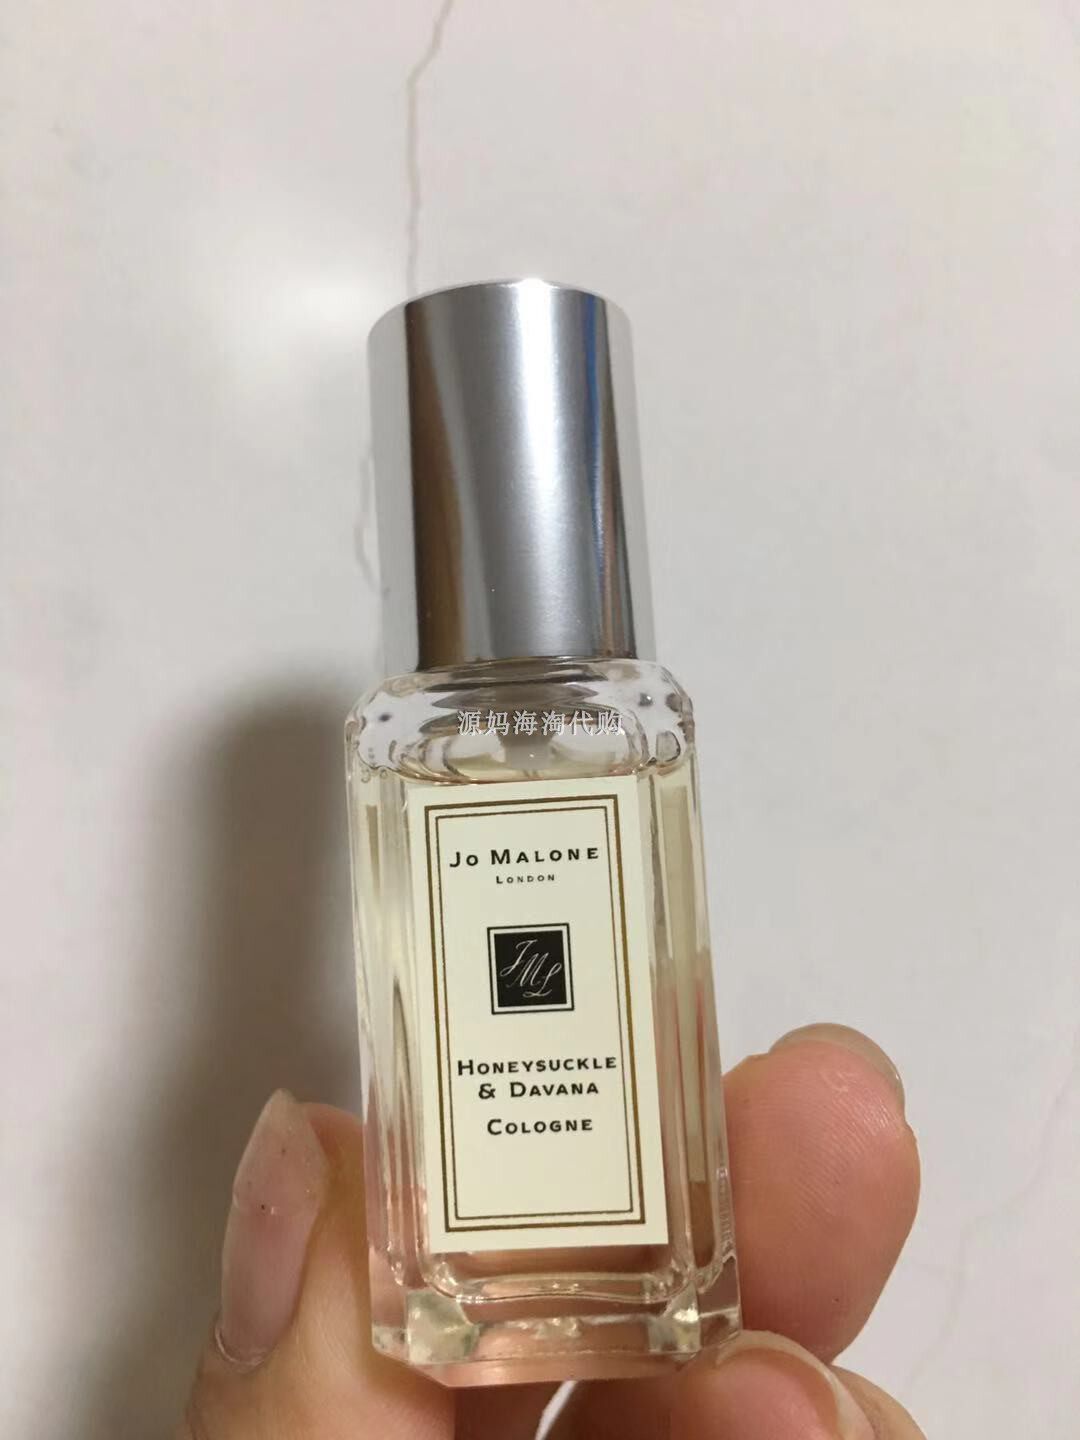 源妈海淘代购
JO MALONE
LONDON
JML
HONEYSUCKLE
& DAVANA
COLOGNE